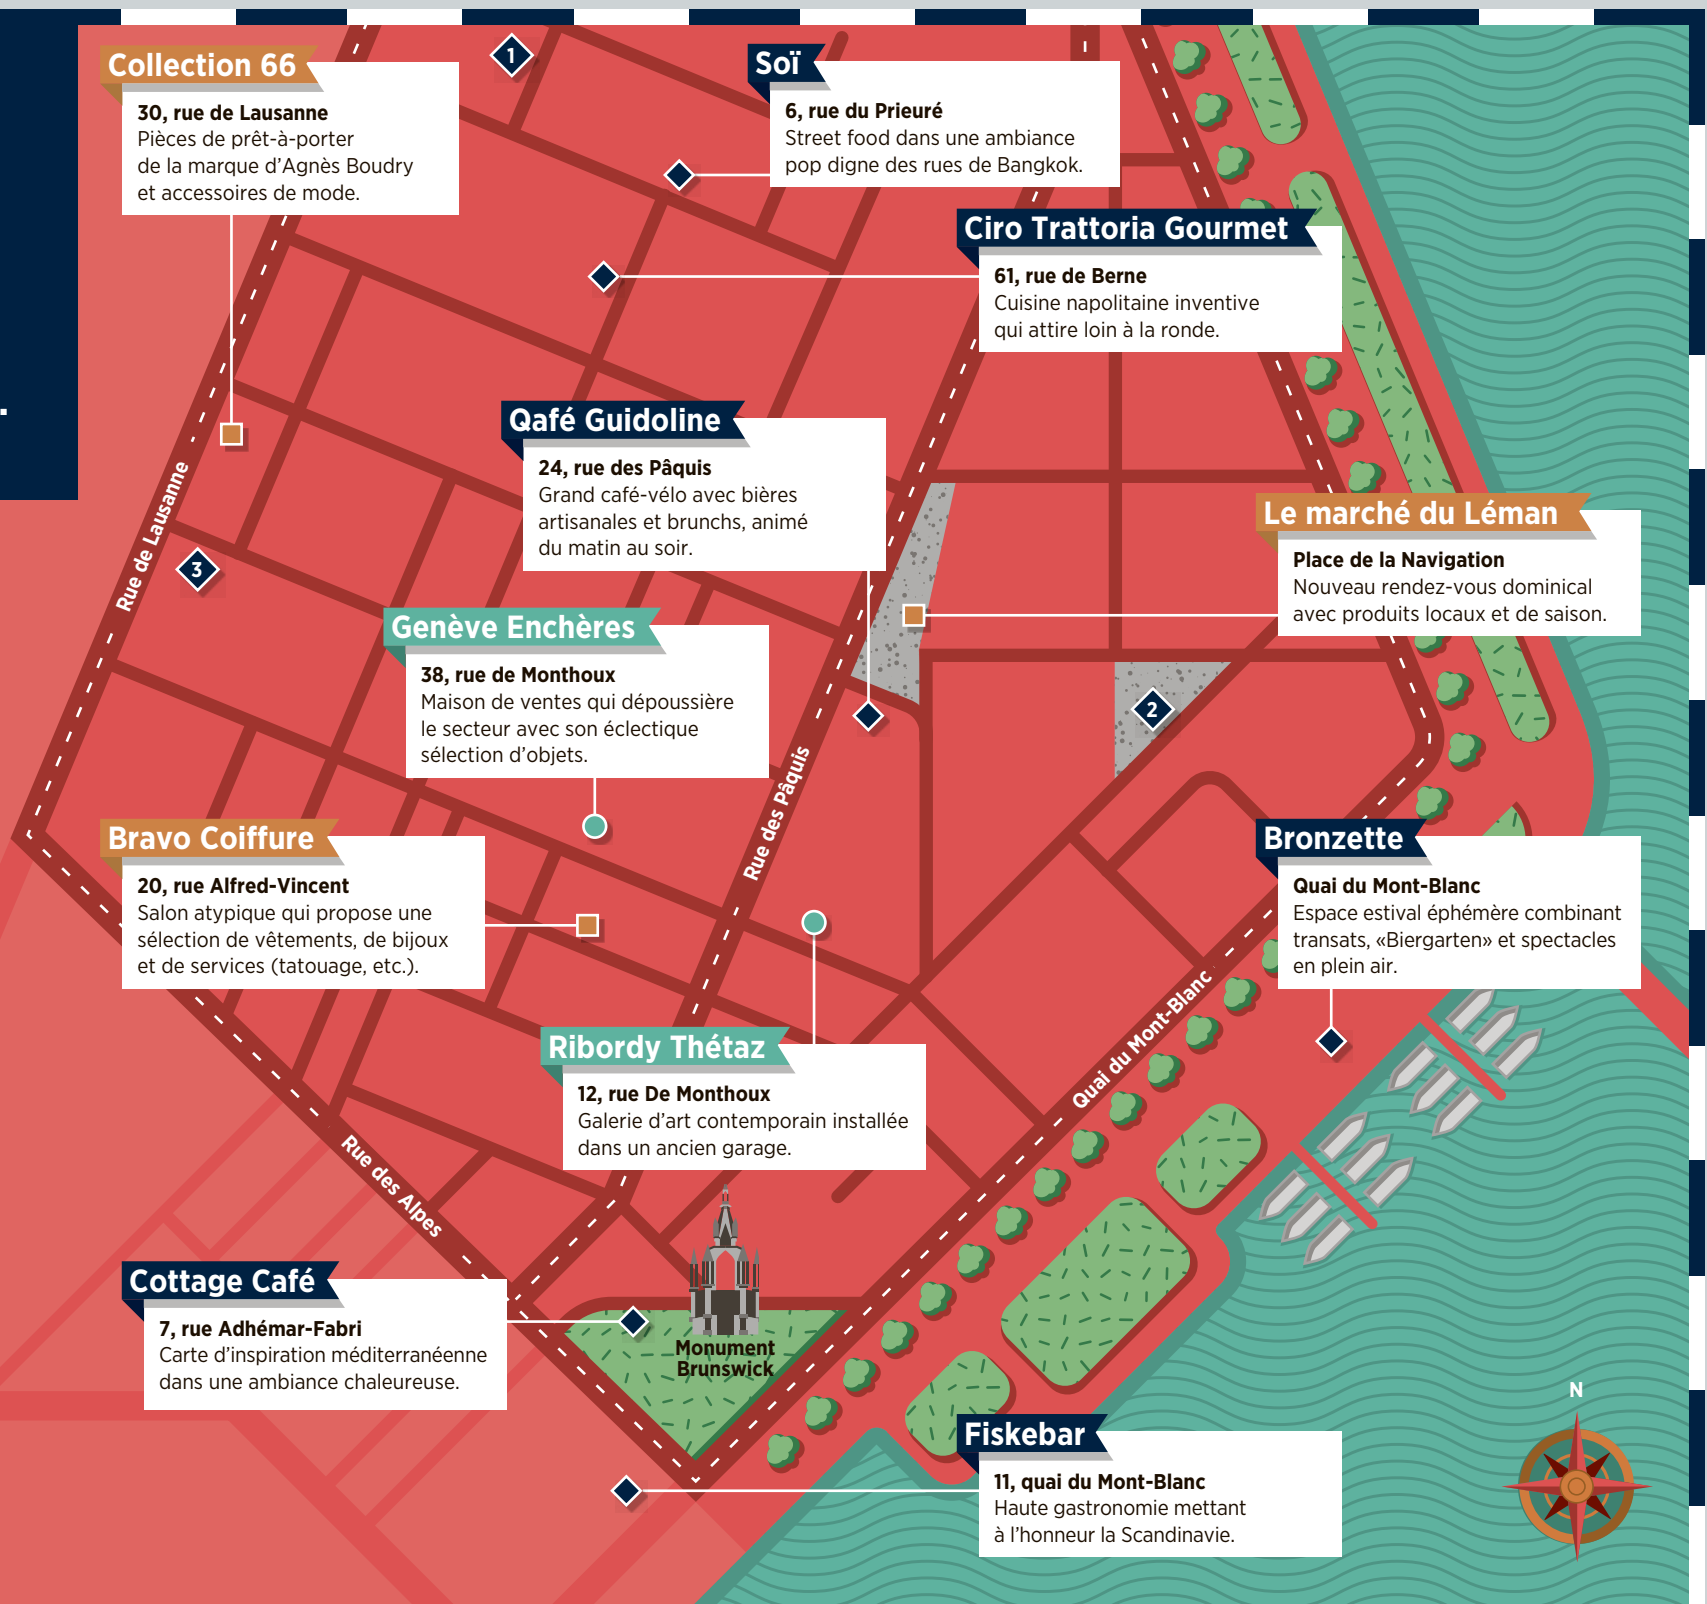 1
Collection 66
30, rue de Lausanne
Pièces de prêt-à-porter
de la marque d’Agnès Boudry
et accessoires de mode.
Soï
6, rue du Prieuré
Street food dans une ambiance
pop digne des rues de Bangkok.
Ciro Trattoria Gourmet
61, rue de Berne
Cuisine napolitaine inventive
qui attire loin à la ronde.
.
Qafé Guidoline
24, rue des Pâquis
Grand café-vélo avec bières
artisanales et brunchs, animé
du matin au soir.
Le marché du Léman
Place de la Navigation
Nouveau rendez-vous dominical
avec produits locaux et de saison.
Rue de Lausanne
3
Genève Enchères
38, rue de Monthoux
Maison de ventes qui dépoussière
le secteur avec son éclectique
sélection d’objets.
2
Rue des Pâquis
Bravo Coiffure
20, rue Alfred-Vincent
Salon atypique qui propose une
sélection de vêtements, de bijoux
et de services (tatouage, etc.).
Bronzette
Quai du Mont-Blanc
Espace estival éphémère combinant
transats, «Biergarten» et spectacles
en plein air.
Quai du Mont-Blanc
Ribordy Thétaz
12, rue De Monthoux
Galerie d’art contemporain installée
dans un ancien garage.
Rue des Alpes
Cottage Café
7, rue Adhémar-Fabri
Carte d’inspiration méditerranéenne
dans une ambiance chaleureuse.
Monument
Brunswick
N
Fiskebar
11, quai du Mont-Blanc
Haute gastronomie mettant
à l’honneur la Scandinavie.